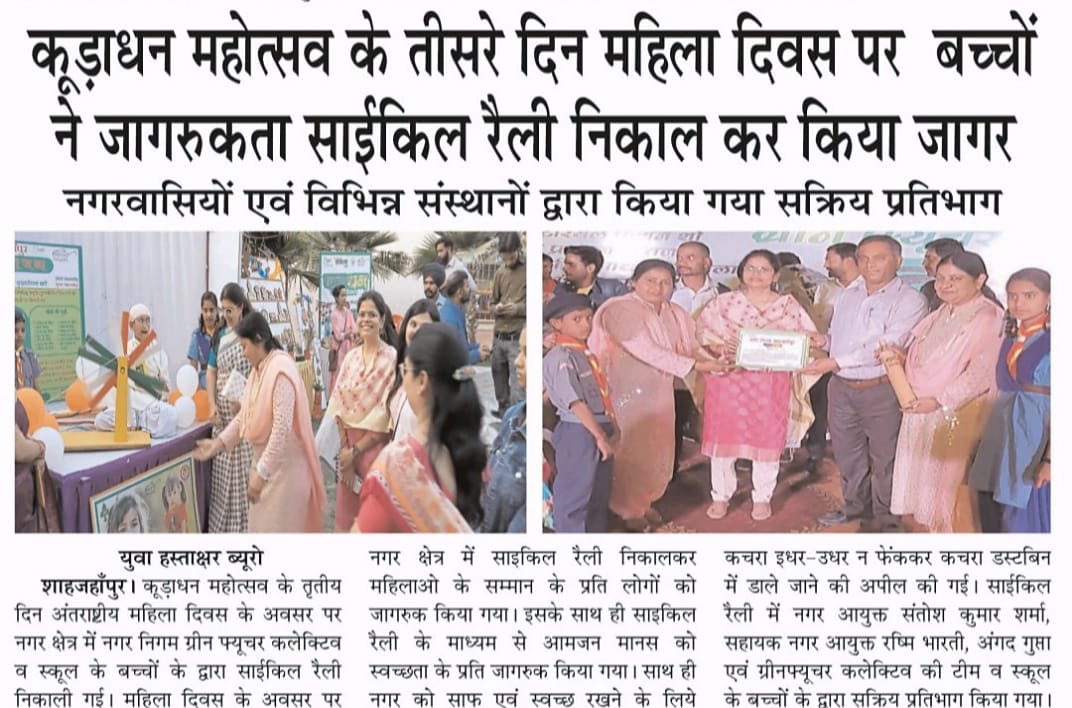 कूड़ाधन महोत्सव के तीसरे दिन महिला दिवस पर बच्चों
ने जागरुकता साईकिल रैली निकाल कर किया जागर
नगरवासियों एवं विभिन्न संस्थानों द्वारा किया गया सक्रिय प्रतिभाग
युवा हस्ताक्षर ब्यूरो
शाहजहाँपुर। कूड़ाधन महोत्सव के तृतीय
दिन अंतराष्ट्रीय महिला दिवस के अवसर पर
नगर क्षेत्र में नगर निगम ग्रीन फ्यूचर कलेक्टिव
व स्कूल के बच्चों के द्वारा साईकिल रैली
निकाली गई। महिला दिवस के अवसर पर
नगर क्षेत्र में साइकिल रैली निकालकर
महिलाओ के सम्मान के प्रति लोगों को
जागरुक किया गया। इसके साथ ही साइकिल
रैली के माध्यम से आमजन मानस को
स्वच्छता के प्रति जागरुक किया गया। साथ ही
नगर को साफ एवं स्वच्छ रखने के लिये
कचरा इधर-उधर न फेंककर कचरा डस्टबिन
में डाले जाने की अपील की गई। साईकिल
रैली में नगर आयुक्त संतोश कुमार शर्मा,
सहायक नगर आयुक्त रष्मि भारती, अंगद गुप्ता
एवं ग्रीनफ्यूचर कलेक्टिव की टीम व स्कूल
के बच्चों के द्वारा सक्रिय प्रतिभाग किया गया।